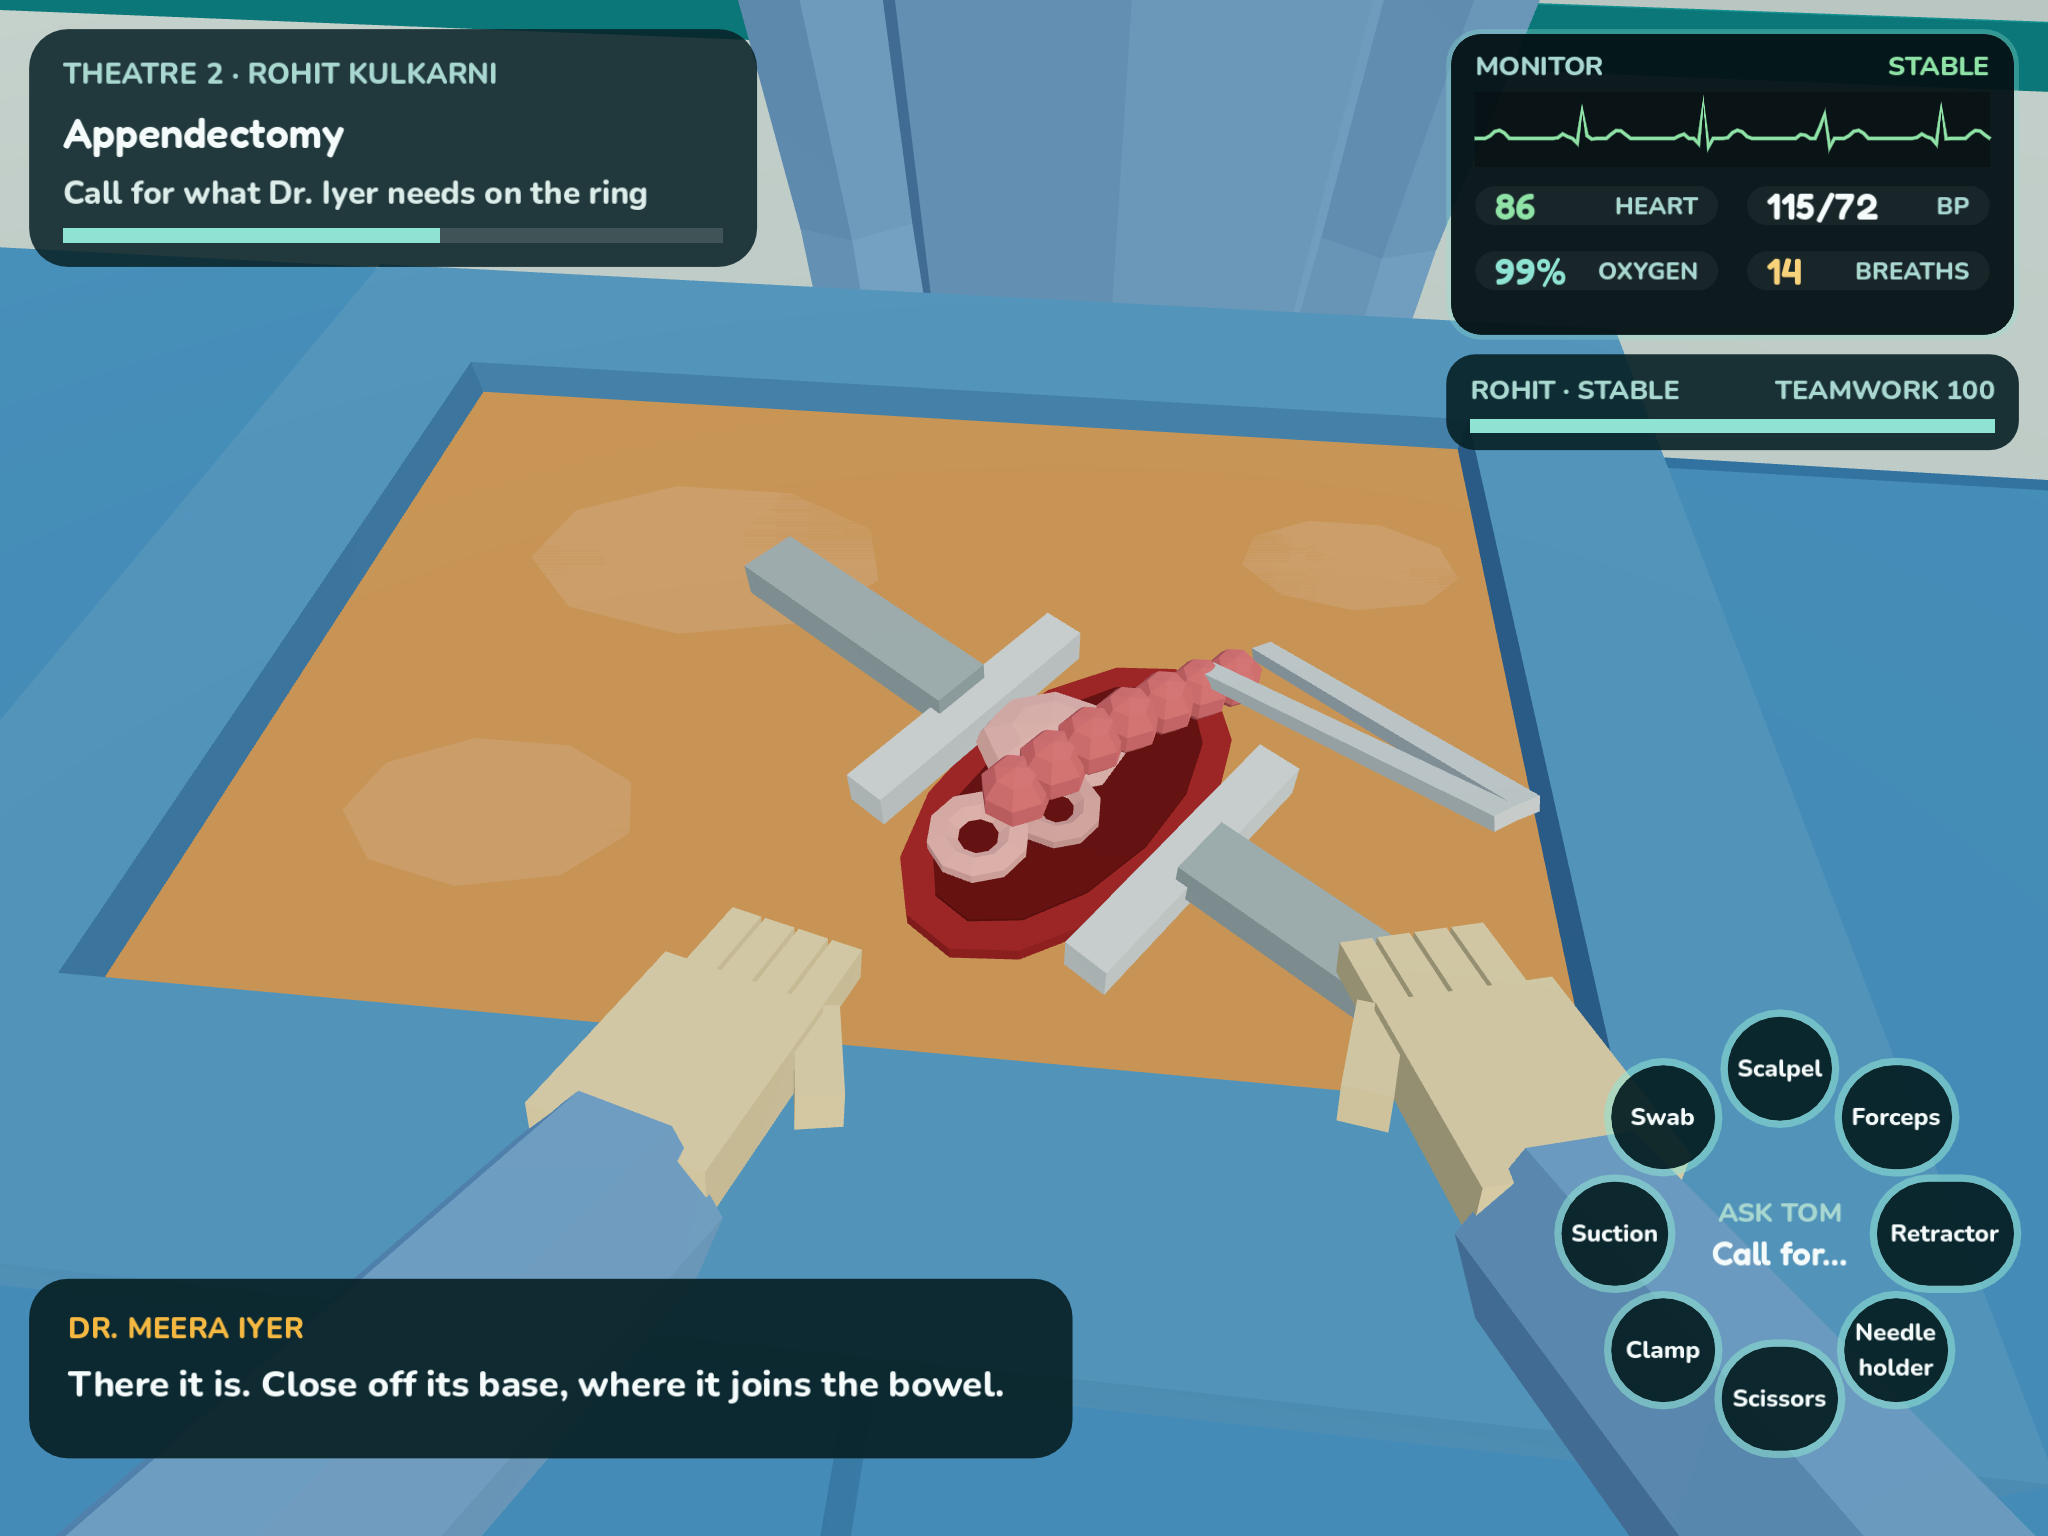 THEATRE 2 · ROHIT KULKARNI
Appendectomy
Call for what Dr. Iyer needs on the ring
MONITOR
STABLE
86 HEART
115/72 BP
99% OXYGEN
14 BREATHS
ROHIT · STABLE
TEAMWORK 100
Scalpel
Swab
Forceps
Suction
ASK TOM
Call for...
Retractor
Clamp
Needle
holder
Scissors
DR. MEERA IYER
There it is. Close off its base, where it joins the bowel.